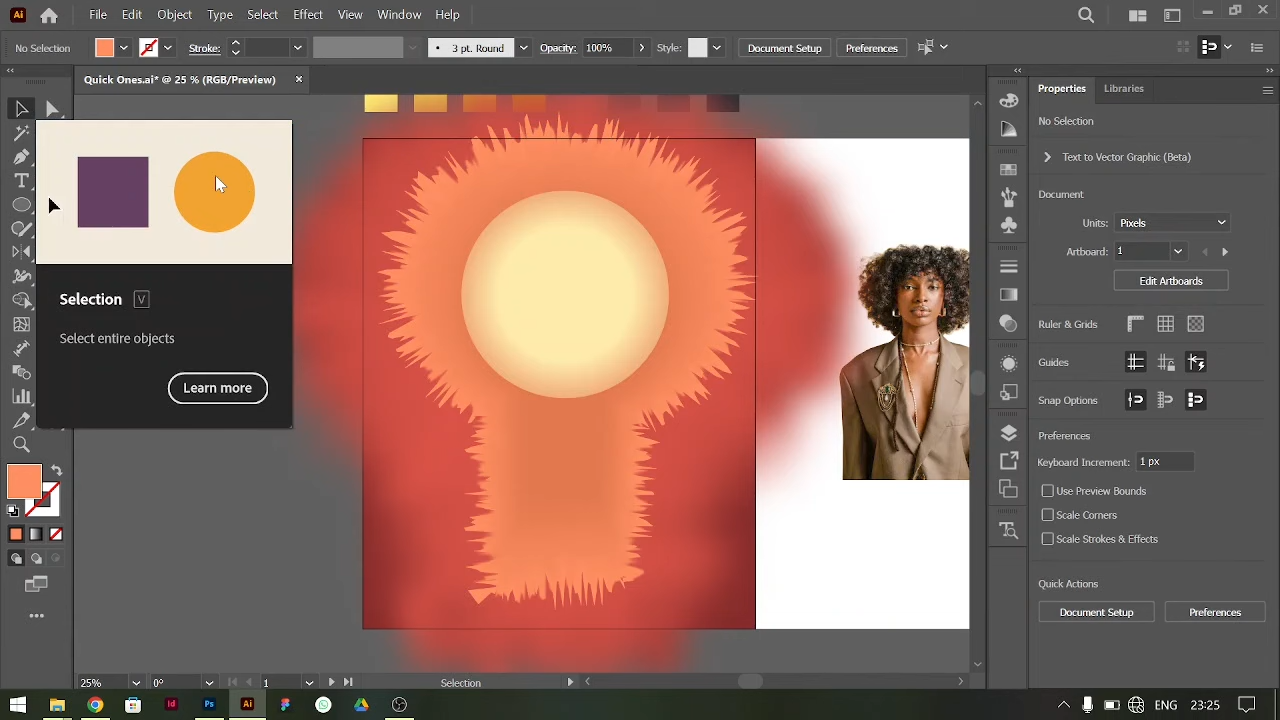 Ai File Edit Object Type Select Effect View Window Help
No Selection Stroke: 3 pt. Round Opacity: 100% Style: Document Setup Preferences
Quick Ones.ai* @ 25 % (RGB/Preview) ×
Properties Libraries
No Selection
Text to Vector Graphic (Beta)
Document
Units: Pixels
Artboard: 1
Edit Artboards
Ruler & Grids
Guides
Snap Options
Preferences
Keyboard Increment: 1 px
Use Preview Bounds
Scale Corners
Scale Strokes & Effects
Quick Actions
Document Setup Preferences
T
Selection V
Select entire objects
Learn more
25% 0° 1 Selection
Id Ps Ai ENG 23:25